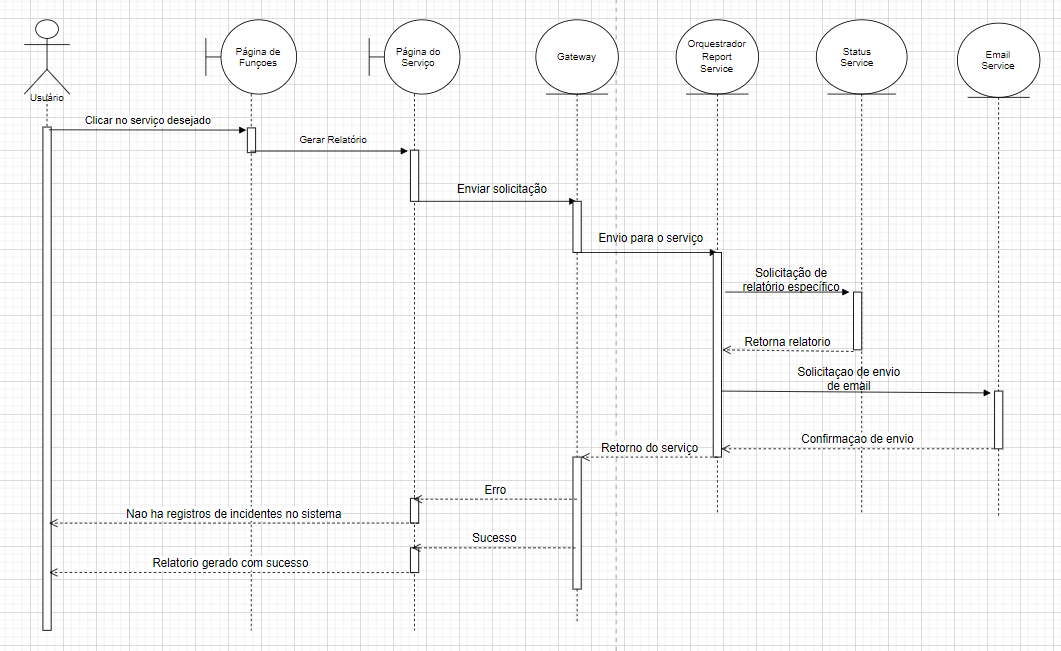 Usuário
Página de
Funçoes
Página do
Serviço
Gateway
Orquestrador
Report
Service
Status
Service
Email
Service
Clicar no serviço desejado
Gerar Relatório
Enviar solicitação
Envio para o serviço
Solicitação de
relatório específico
Retorna relatorio
Solicitaçao de envio
de email
Confirmaçao de envio
Retorno do serviço
Erro
Nao ha registros de incidentes no sistema
Sucesso
Relatorio gerado com sucesso